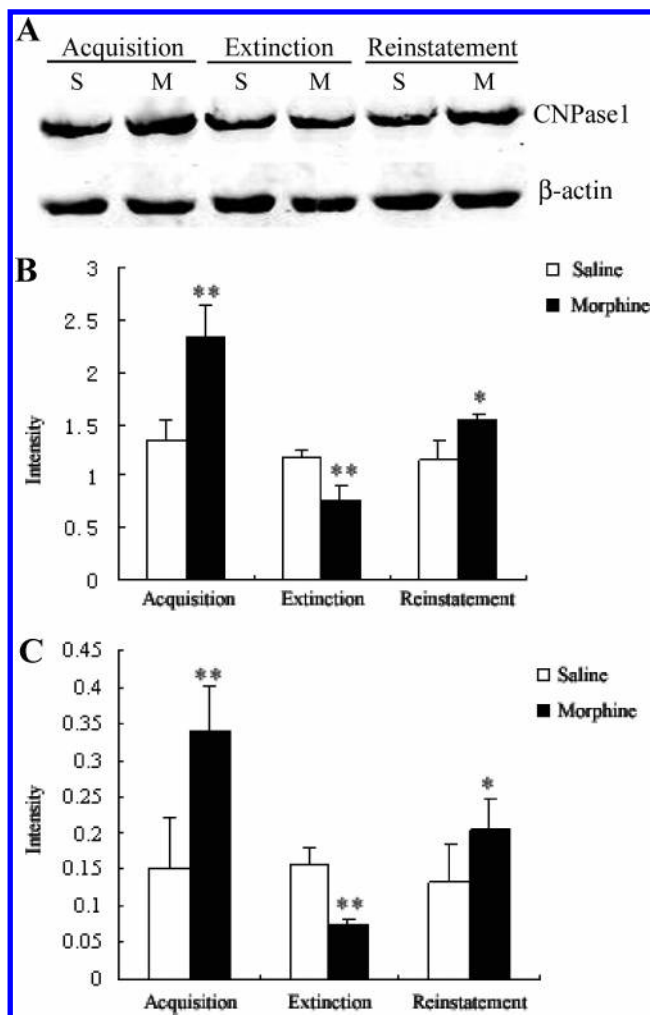 A
Acquisition Extinction Reinstatement
S M S M S M
CNPase1
β-actin
B
3
2.5
2
1.5
1
0.5
0
Intensity
** ** *
Saline
Morphine
Acquisition Extinction Reinstatement
C
0.45
0.4
0.35
0.3
0.25
0.2
0.15
0.1
0.05
0
Intensity
** ** *
Saline
Morphine
Acquisition Extinction Reinstatement